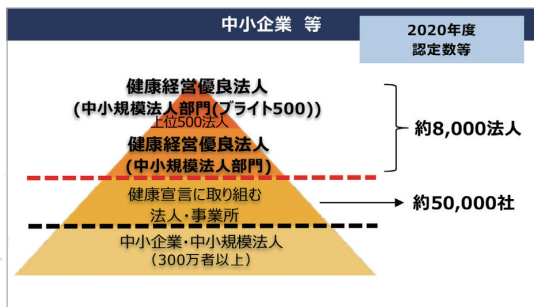 中小企業 等
2020年度
認定数等
健康経営優良法人
(中小規模法人部門(ブライト500))
上位500法人
健康経営優良法人
(中小規模法人部門)
約8,000法人
健康宣言に取り組む
法人・事業所
約50,000社
中小企業・中小規模法人
(300万者以上)